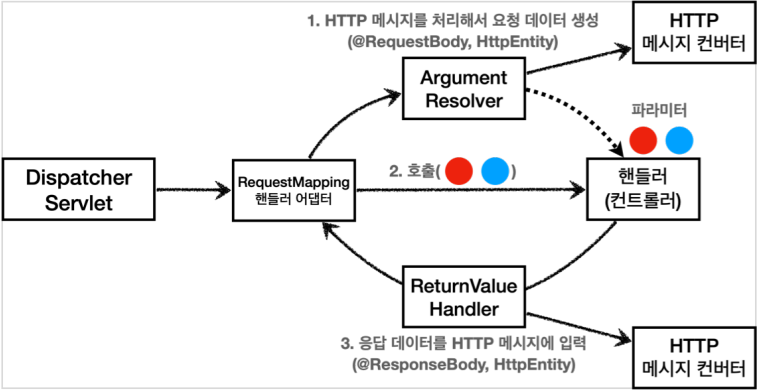 1. HTTP 메시지를 처리해서 요청 데이터 생성
(@RequestBody, HttpEntity)
HTTP
메시지 컨버터
Argument
Resolver
파라미터
Dispatcher
Servlet
RequestMapping
핸들러 어댑터
2. 호출( )
핸들러
(컨트롤러)
ReturnValue
Handler
3. 응답 데이터를 HTTP 메시지에 입력
(@ResponseBody, HttpEntity)
HTTP
메시지 컨버터